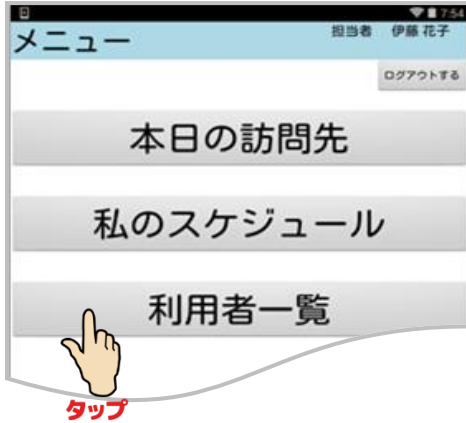 7:54
メニュー
担当者 伊藤 花子
ログアウトする
本日の訪問先
私のスケジュール
利用者一覧
タップ